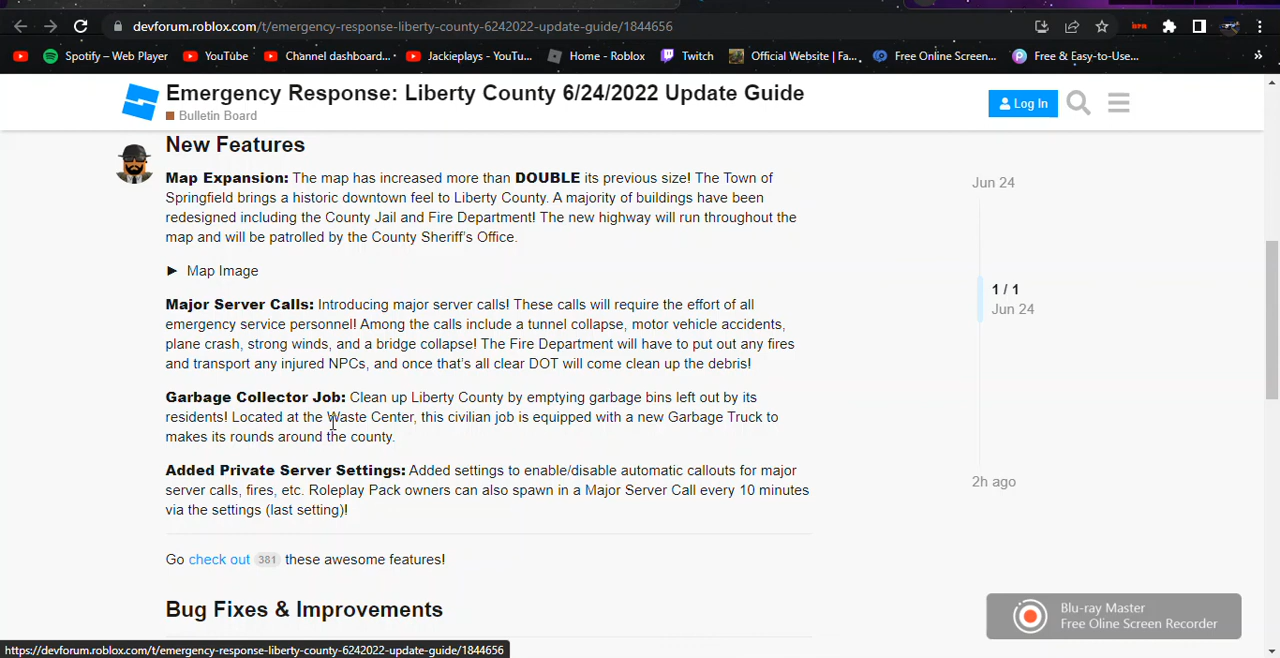 devforum.roblox.com/t/emergency-response-liberty-county-6242022-update-guide/1844656
Spotify – Web Player YouTube Channel dashboard... Jackieplays - YouTu... Home - Roblox Twitch Official Website | Fa... Free Online Screen... Free & Easy-to-Use... »
Emergency Response: Liberty County 6/24/2022 Update Guide
Bulletin Board
Log In
New Features
Map Expansion: The map has increased more than DOUBLE its previous size! The Town of
Springfield brings a historic downtown feel to Liberty County. A majority of buildings have been
redesigned including the County Jail and Fire Department! The new highway will run throughout the
map and will be patrolled by the County Sheriff's Office.
► Map Image
Major Server Calls: Introducing major server calls! These calls will require the effort of all
emergency service personnel! Among the calls include a tunnel collapse, motor vehicle accidents,
plane crash, strong winds, and a bridge collapse! The Fire Department will have to put out any fires
and transport any injured NPCs, and once that's all clear DOT will come clean up the debris!
Garbage Collector Job: Clean up Liberty County by emptying garbage bins left out by its
residents! Located at the Waste Center, this civilian job is equipped with a new Garbage Truck to
makes its rounds around the county.
Added Private Server Settings: Added settings to enable/disable automatic callouts for major
server calls, fires, etc. Roleplay Pack owners can also spawn in a Major Server Call every 10 minutes
via the settings (last setting)!
Go check out 381 these awesome features!
Bug Fixes & Improvements
Jun 24
1 / 1
Jun 24
2h ago
Blu-ray Master
Free Oline Screen Recorder
https://devforum.roblox.com/t/emergency-response-liberty-county-6242022-update-guide/1844656